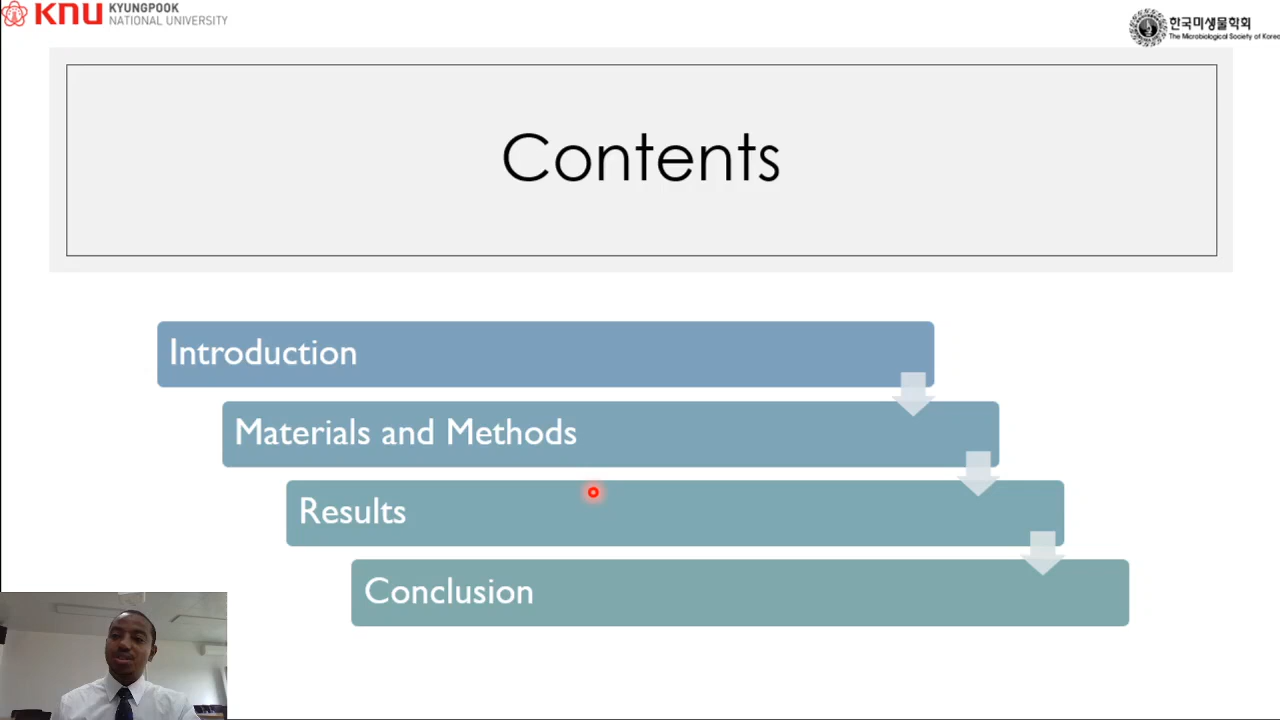 KNU KYUNGPOOK
NATIONAL UNIVERSITY
한국미생물학회
The Microbiological Society of Korea
Contents
Introduction
Materials and Methods
Results
Conclusion